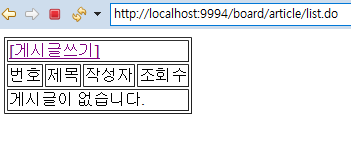 http://localhost:9994/board/article/list.do
[게시글쓰기]
번호 제목 작성자 조회수
게시글이 없습니다.